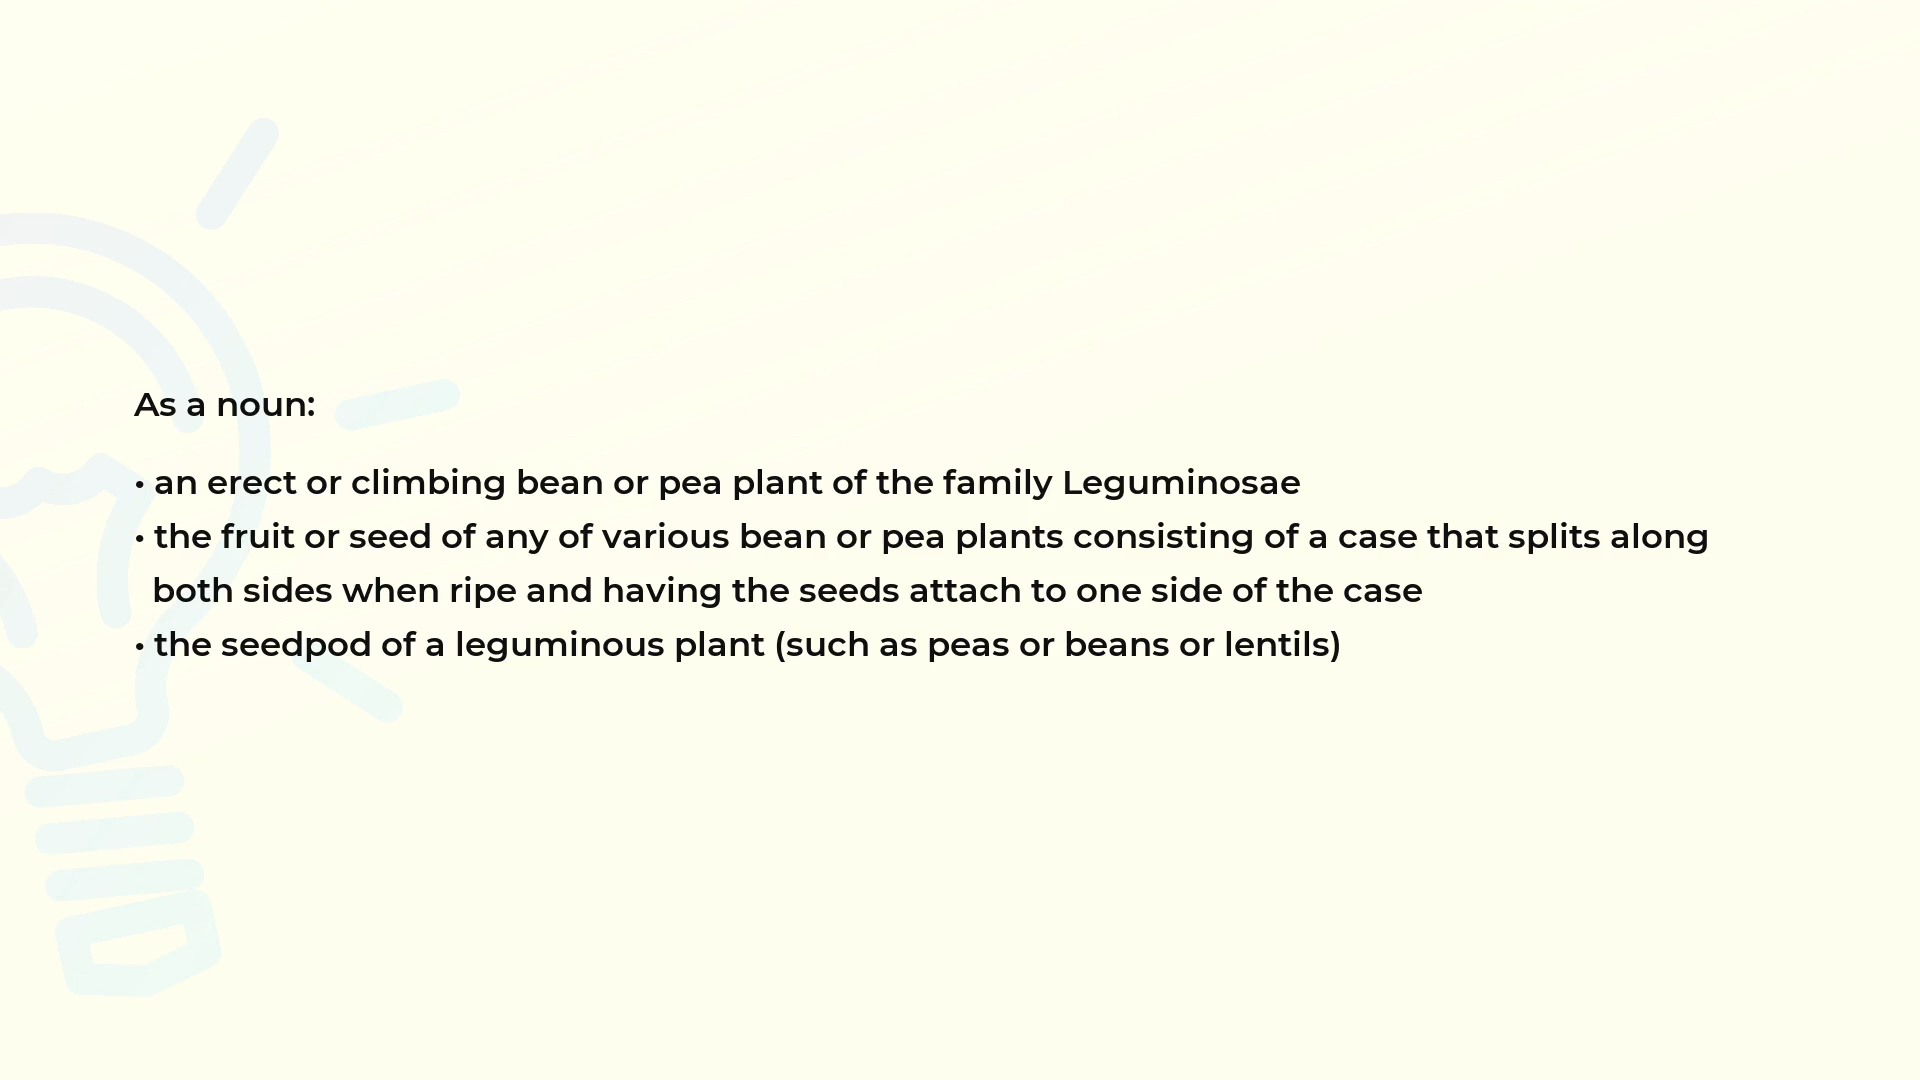 As a noun:
• an erect or climbing bean or pea plant of the family Leguminosae
• the fruit or seed of any of various bean or pea plants consisting of a case that splits along
both sides when ripe and having the seeds attach to one side of the case
• the seedpod of a leguminous plant (such as peas or beans or lentils)